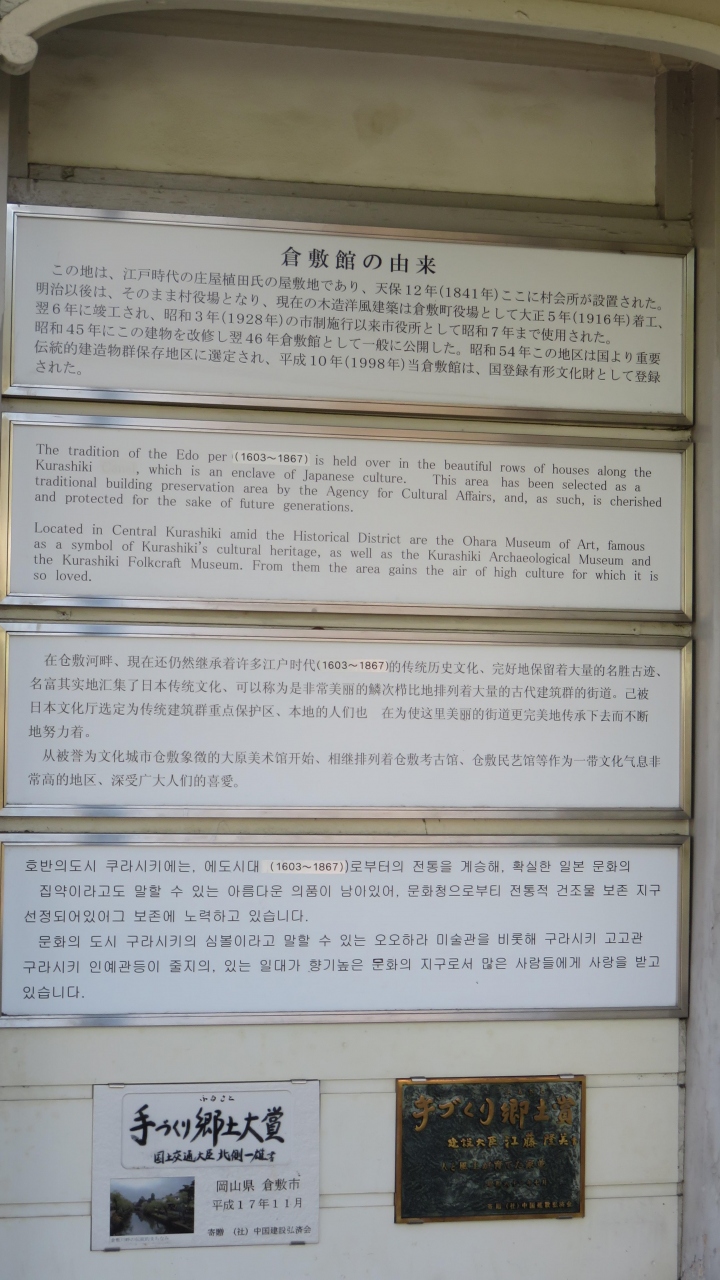 倉敷館の由来
この地は、江戸時代の庄屋植田氏の屋敷地であり、天保12年(1841年)ここに村会所が設置された。
明治以後は、そのまま村役場となり、現在の木造洋風建築は倉敷町役場として大正5年(1916年)着工、
翌6年に竣工され、昭和3年(1928年)の市制施行以来市役所として昭和7年まで使用された。
昭和45年にこの建物を改修し翌46年倉敷館として一般に公開した。昭和54年この地区は国より重要
伝統的建造物群保存地区に選定され、平成10年(1998年)当倉敷館は、国登録有形文化財として登録
された。
The tradition of the Edo per (1603〜1867) is held over in the beautiful rows of houses along the
Kurashiki , which is an enclave of Japanese culture. This area has been selected as a
traditional building preservation area by the Agency for Cultural Affairs, and, as such, is cherished
and protected for the sake of future generations.
Located in Central Kurashiki amid the Historical District are the Ohara Museum of Art, famous
as a symbol of Kurashiki's cultural heritage, as well as the Kurashiki Archaeological Museum and
the Kurashiki Folkcraft Museum. From them the area gains the air of high culture for which it is
so loved.
在仓敷河畔、現在还仍然继承着许多江户时代(1603〜1867)的传统历史文化、完好地保留着大量的名胜古迹、
名富其实地汇集了日本传统文化、可以称为是非常美丽的鳞次栉比地排列着大量的古代建筑群的街道。己被
日本文化厅选定为传统建筑群重点保护区、本地的人们也 在为使这里美丽的街道更完美地传承下去而不断
地努力着。
从被誉为文化城市仓敷象微的大原美术馆开始、相继排列着仓敷考古馆、仓敷民艺馆等作为一带文化气息非
常高的地区、深受广大人们的喜愛。
호반의도시 쿠라시키에는, 에도시대 (1603〜1867))로부터의 전통을 계승해, 확실한 일본 문화의
집약이라고도 말할 수 있는 아름다운 의품이 남이있어, 문화청으로부티 전통적 건조물 보존 지구
선정되어있어그 보존에 노력하고 있습니다.
문화의 도시 구라시키의 심볼이라고 말할 수 있는 오오하라 미술관을 비롯해 구라시키 고고관
구라시키 인예관등이 줄지의, 있는 일대가 향기높은 문화의 지구로서 많은 사람들에게 사랑을 받고
있습니다.
ふるさと
手づくり郷土大賞
国土交通大臣 北側一雄
岡山県 倉敷市
平成17年11月
寄贈 (社)中国建設弘済会
手づくり郷土賞
建設大臣 江藤隆美